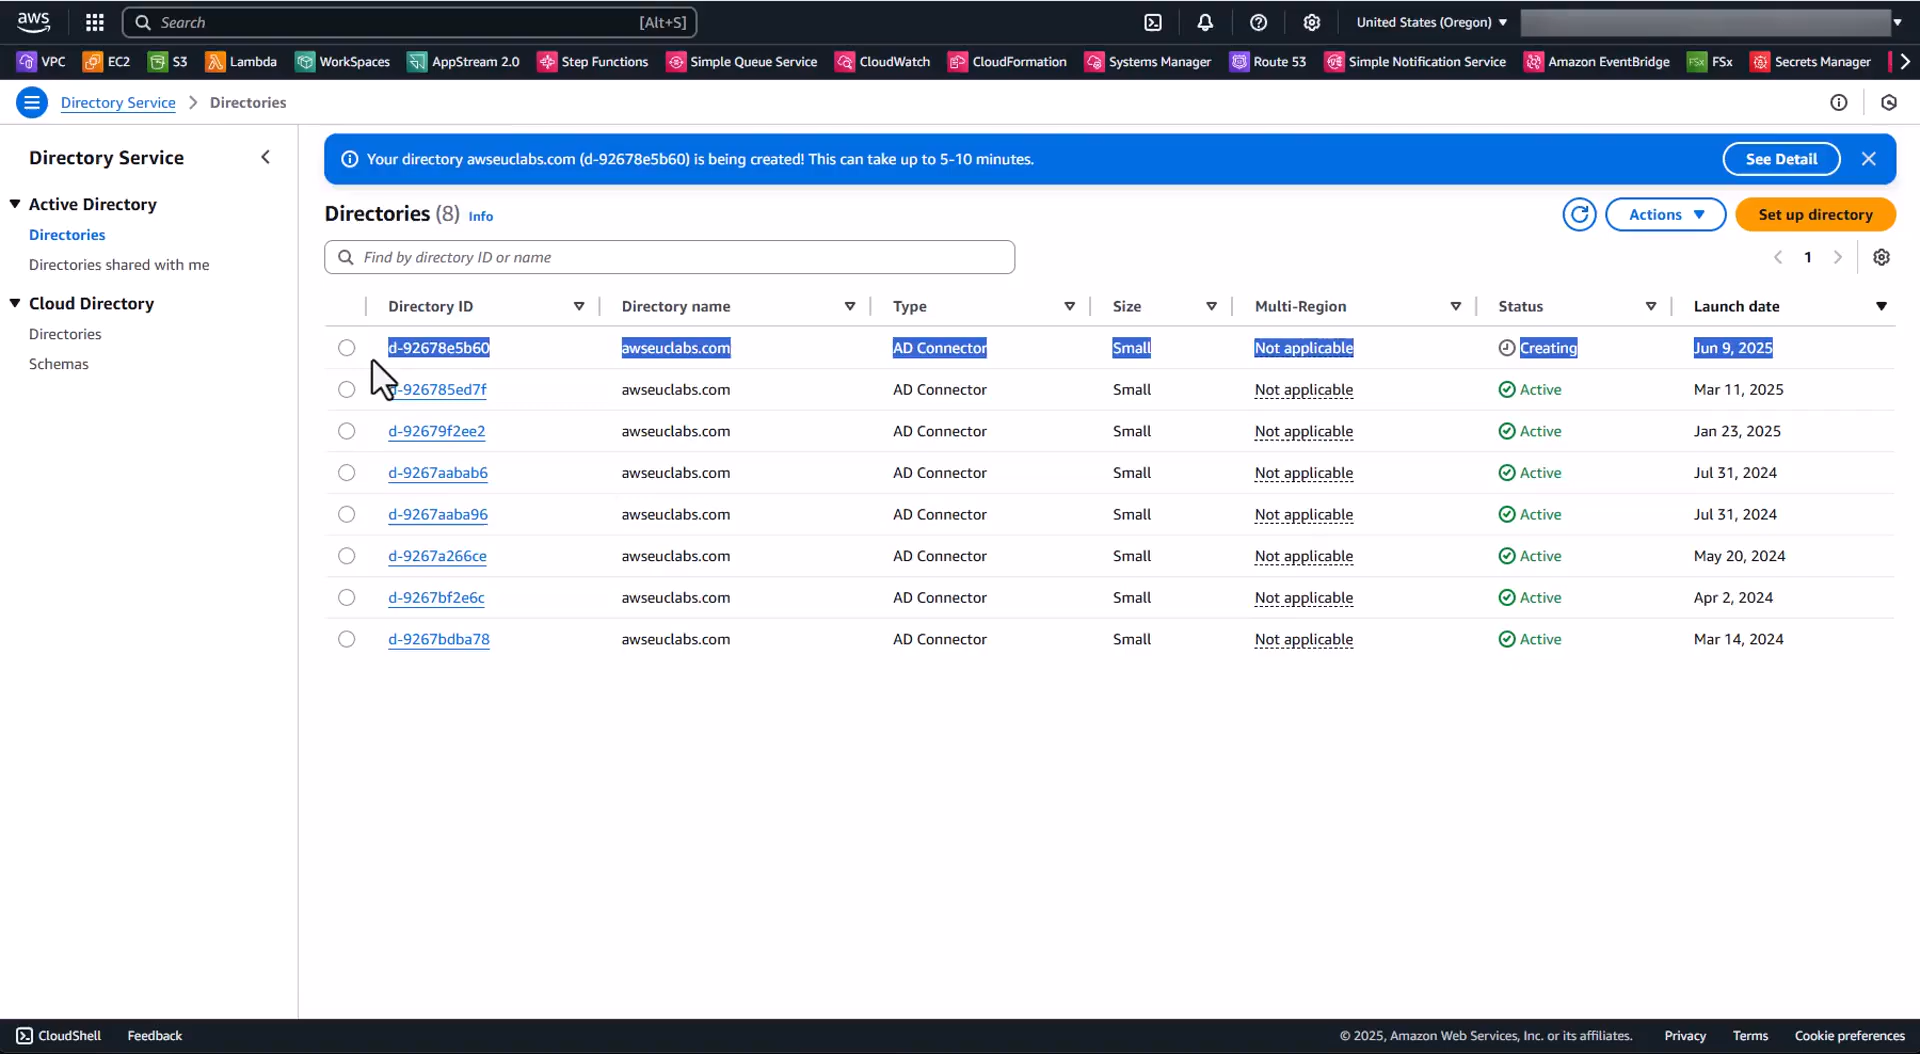 aws Search [Alt+S] United States (Oregon)
VPC EC2 S3 Lambda WorkSpaces AppStream 2.0 Step Functions Simple Queue Service CloudWatch CloudFormation Systems Manager Route 53 Simple Notification Service Amazon EventBridge FSx FSx Secrets Manager
Directory Service Directories
Directory Service
Active Directory
Directories
Directories shared with me
Cloud Directory
Directories
Schemas
Your directory awseuclabs.com (d-92678e5b60) is being created! This can take up to 5-10 minutes. See Detail
Directories (8) Info Actions Set up directory
Find by directory ID or name 1
Directory ID Directory name Type Size Multi-Region Status Launch date
d-92678e5b60 awseuclabs.com AD Connector Small Not applicable Creating Jun 9, 2025
d-926785ed7f awseuclabs.com AD Connector Small Not applicable Active Mar 11, 2025
d-92679f2ee2 awseuclabs.com AD Connector Small Not applicable Active Jan 23, 2025
d-9267aabab6 awseuclabs.com AD Connector Small Not applicable Active Jul 31, 2024
d-9267aaba96 awseuclabs.com AD Connector Small Not applicable Active Jul 31, 2024
d-9267a266ce awseuclabs.com AD Connector Small Not applicable Active May 20, 2024
d-9267bf2e6c awseuclabs.com AD Connector Small Not applicable Active Apr 2, 2024
d-9267bdba78 awseuclabs.com AD Connector Small Not applicable Active Mar 14, 2024
CloudShell Feedback © 2025, Amazon Web Services, Inc. or its affiliates. Privacy Terms Cookie preferences